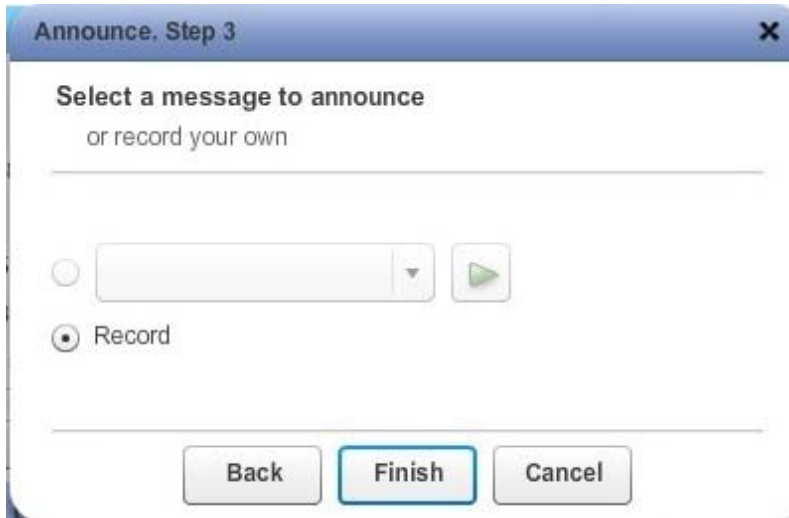 Announce. Step 3
Select a message to announce
or record your own
Record
Back Finish Cancel